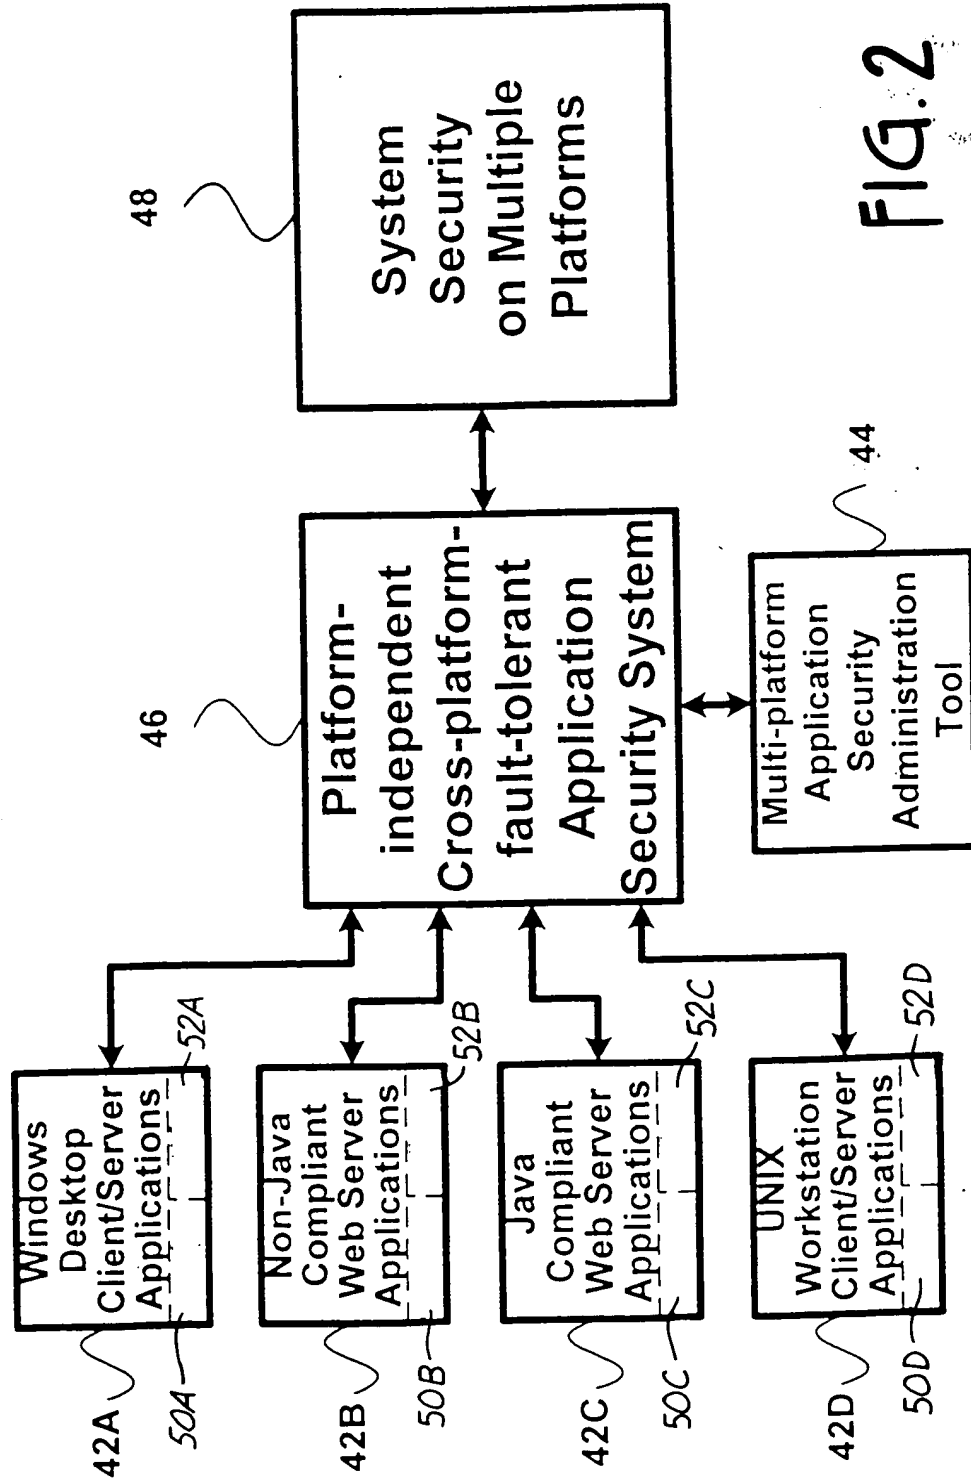 48
System
Security
on Multiple
Platforms
46
Platform-
independent
Cross-platform-
fault-tolerant
Application
Security System
44
Multi-platform
Application
Security
Administration
Tool
42A
Windows
Desktop
Client/Server
Applications
50A
52A
42B
Non-Java
Compliant
Web Server
Applications
50B
52B
42C
Java
Compliant
Web Server
Applications
50C
52C
42D
UNIX
Workstation
Client/Server
Applications
50D
52D
FIG. 2